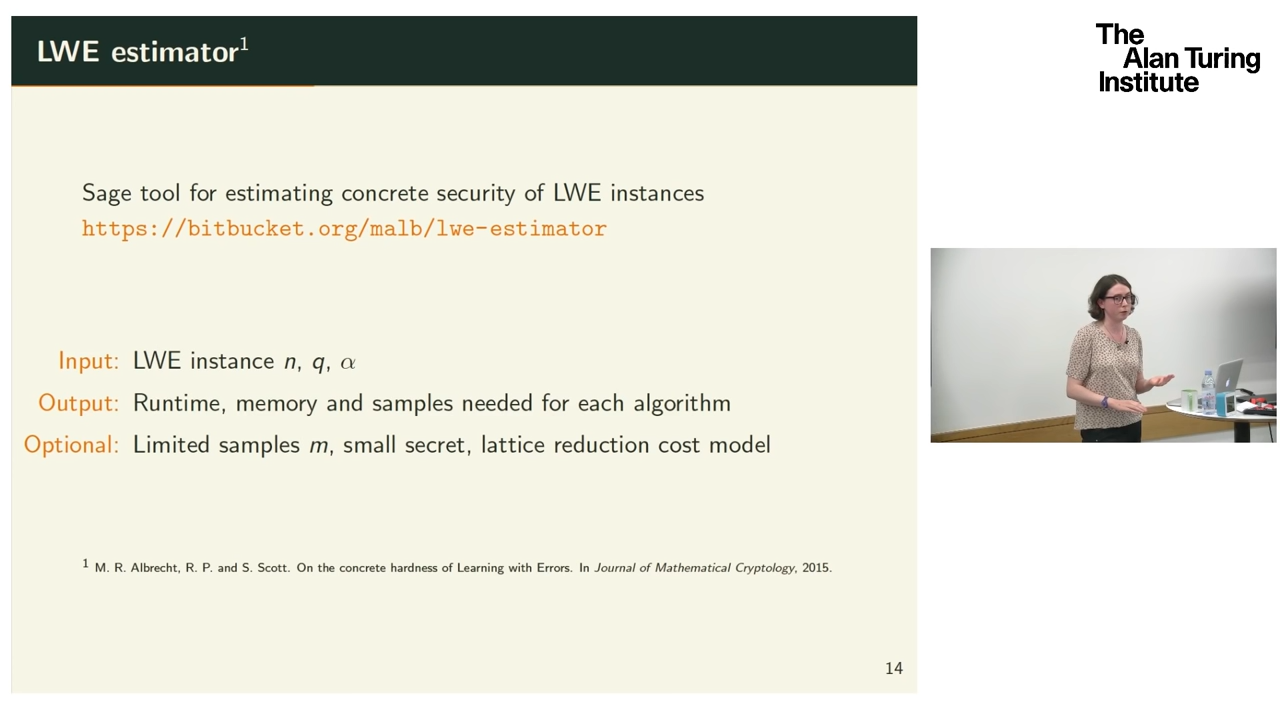 LWE estimator¹
Sage tool for estimating concrete security of LWE instances
https://bitbucket.org/malb/lwe-estimator
Input: LWE instance n, q, α
Output: Runtime, memory and samples needed for each algorithm
Optional: Limited samples m, small secret, lattice reduction cost model
¹ M. R. Albrecht, R. P. and S. Scott. On the concrete hardness of Learning with Errors. In Journal of Mathematical Cryptology, 2015.
14
The
Alan Turing
Institute